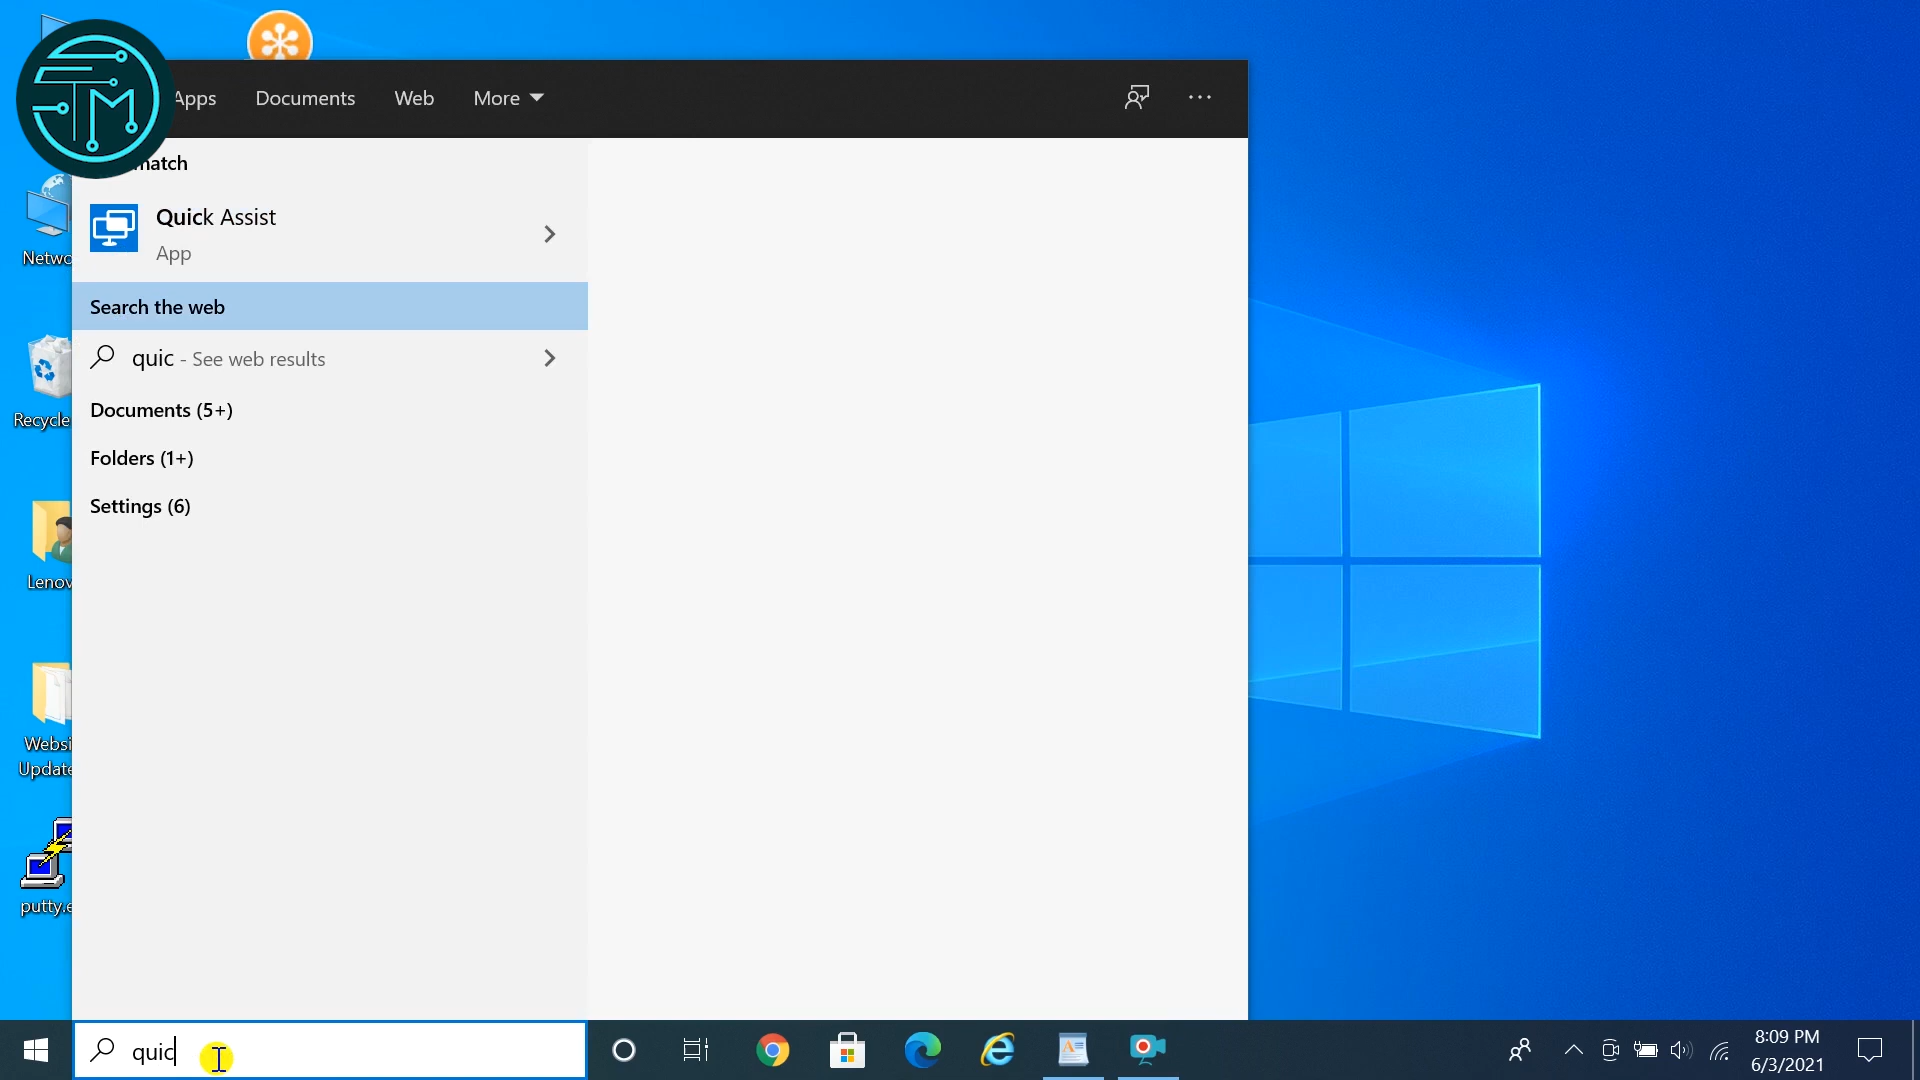 Apps Documents Web More
match
Quick Assist
App
Search the web
quic - See web results
Documents (5+)
Folders (1+)
Settings (6)
Netwo
Recycle
Lenov
Websi
Update
putty.e
TM
quic
8:09 PM
6/3/2021